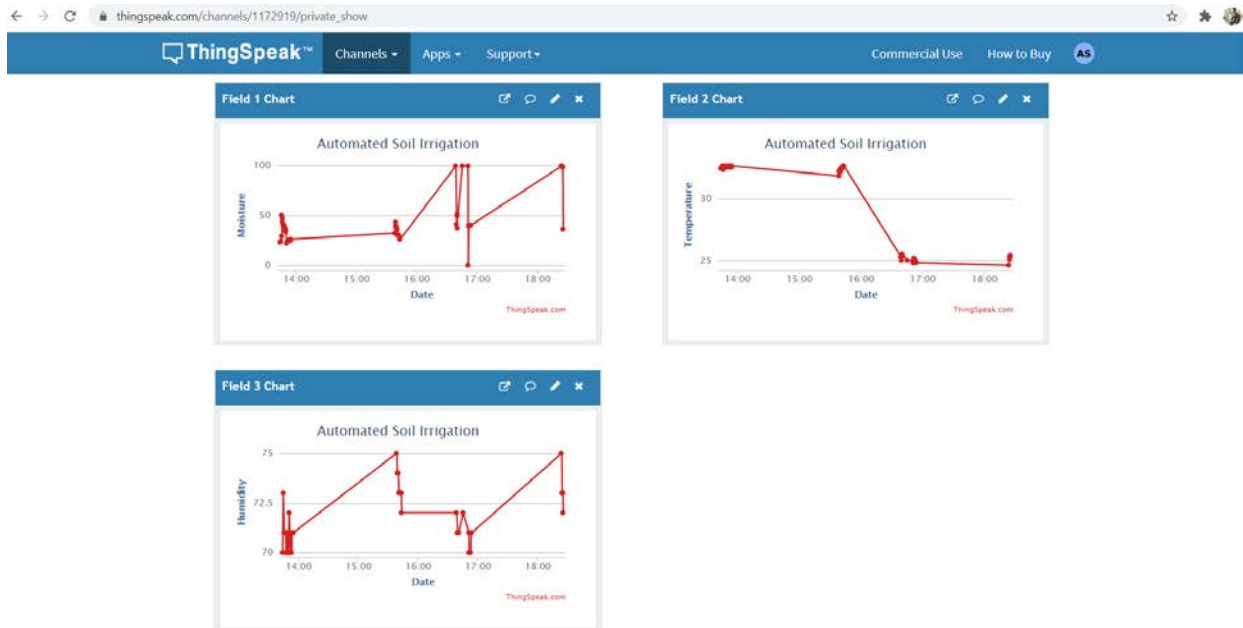 thingspeak.com/channels/1172919/private_show
ThingSpeak™ Channels Apps Support Commercial Use How to Buy AS
Field 1 Chart
Automated Soil Irrigation
Moisture
100
50
0
14:00 15:00 16:00 17:00 18:00
Date
ThingSpeak.com
Field 2 Chart
Automated Soil Irrigation
Temperature
30
25
14:00 15:00 16:00 17:00 18:00
Date
ThingSpeak.com
Field 3 Chart
Automated Soil Irrigation
Humidity
75
72.5
70
14:00 15:00 16:00 17:00 18:00
Date
ThingSpeak.com